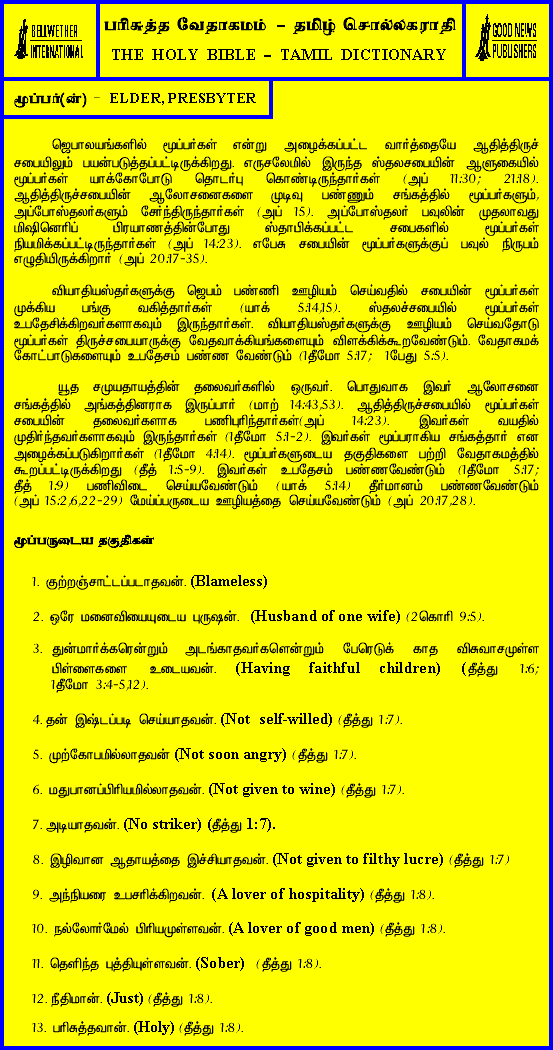 BELLWETHER
INTERNATIONAL
பரிசுத்த வேதாகமம் - தமிழ் சொல்லகராதி
THE HOLY BIBLE - TAMIL DICTIONARY
GOOD NEWS
PUBLISHERS
மூப்பர்(ன்) - ELDER, PRESBYTER
ஜெபாலயங்களில் மூப்பர்கள் என்று அழைக்கப்பட்ட வார்த்தையே ஆதித்திருச்
சபையிலும் பயன்படுத்தப்பட்டிருக்கிறது. எருசலேமில் இருந்த ஸ்தலசபையின் ஆளுகையில்
மூப்பர்கள் யாக்கோபோடு தொடர்பு கொண்டிருந்தார்கள் (அப் 11:30; 21:18).
ஆதித்திருச்சபையின் ஆலோசனைகளை முடிவு பண்ணும் சங்கத்தில் மூப்பர்களும்,
அப்போஸ்தலர்களும் சேர்ந்திருந்தார்கள் (அப் 15). அப்போஸ்தலர் பவுலின் முதலாவது
மிஷினெரிப் பிரயாணத்தின்போது ஸ்தாபிக்கப்பட்ட சபைகளில் மூப்பர்கள்
நியமிக்கப்பட்டிருந்தார்கள் (அப் 14:23). எபேசு சபையின் மூப்பர்களுக்குப் பவுல் நிருபம்
எழுதியிருக்கிறார் (அப் 20:17-35).
வியாதியஸ்தர்களுக்கு ஜெபம் பண்ணி ஊழியம் செய்வதில் சபையின் மூப்பர்கள்
முக்கிய பங்கு வகித்தார்கள் (யாக் 5:14,15). ஸ்தலச்சபையில் மூப்பர்கள்
உபதேசிக்கிறவர்களாகவும் இருந்தார்கள். வியாதியஸ்தர்களுக்கு ஊழியம் செய்வதோடு
மூப்பர்கள் திருச்சபையாருக்கு வேதவாக்கியங்களையும் விளக்கிக்கூறவேண்டும். வேதாகமக்
கோட்பாடுகளையும் உபதேசம் பண்ண வேண்டும் (1தீமோ 5:17; 1பேது 5:5).
யூத சமுயதாயத்தின் தலைவர்களில் ஒருவர். பொதுவாக இவர் ஆலோசனை
சங்கத்தில் அங்கத்தினராக இருப்பார் (மாற் 14:43,53). ஆதித்திருச்சபையில் மூப்பர்கள்
சபையின் தலைவர்களாக பணிபுரிந்தார்கள்(அப் 14:23). இவர்கள் வயதில்
முதிர்ந்தவர்களாகவும் இருந்தார்கள் (1தீமோ 5:1-2). இவர்கள் மூப்பராகிய சங்கத்தார் என
அழைக்கப்படுகிறார்கள் (1தீமோ 4:14). மூப்பர்களுடைய தகுதிகளை பற்றி வேதாகமத்தில்
கூறப்பட்டிருக்கிறது (தீத் 1:5-9). இவர்கள் உபதேசம் பண்ணவேண்டும் (1தீமோ 5:17;
தீத் 1:9) பணிவிடை செய்யவேண்டும் (யாக் 5:14) தீர்மானம் பண்ணவேண்டும்
(அப் 15:2,6,22-29) மேய்ப்பருடைய ஊழியத்தை செய்யவேண்டும் (அப் 20:17,28).
மூப்பருடைய தகுதிகள்
1. குற்றஞ்சாட்டப்படாதவன். (Blameless)
2. ஒரே மனைவியையுடைய புருஷன். (Husband of one wife) (2கொரி 9:5).
3. துன்மார்க்கரென்றும் அடங்காதவர்களென்றும் பேரெடுக் காத விசுவாசமுள்ள
பிள்ளைகளை உடையவன். (Having faithful children) (தீத்து 1:6;
1தீமோ 3:4-5,12).
4. தன் இஷ்டப்படி செய்யாதவன். (Not self-willed) (தீத்து 1:7).
5. முற்கோபமில்லாதவன் (Not soon angry) (தீத்து 1:7).
6. மதுபானப்பிரியமில்லாதவன். (Not given to wine) (தீத்து 1:7).
7. அடியாதவன். (No striker) (தீத்து 1:7).
8. இழிவான ஆதாயத்தை இச்சியாதவன். (Not given to filthy lucre) (தீத்து 1:7)
9. அந்நியரை உபசரிக்கிறவன். (A lover of hospitality) (தீத்து 1:8).
10. நல்லோர்மேல் பிரியமுள்ளவன். (A lover of good men) (தீத்து 1:8).
11. தெளிந்த புத்தியுள்ளவன். (Sober) (தீத்து 1:8).
12. நீதிமான். (Just) (தீத்து 1:8).
13. பரிசுத்தவான். (Holy) (தீத்து 1:8).